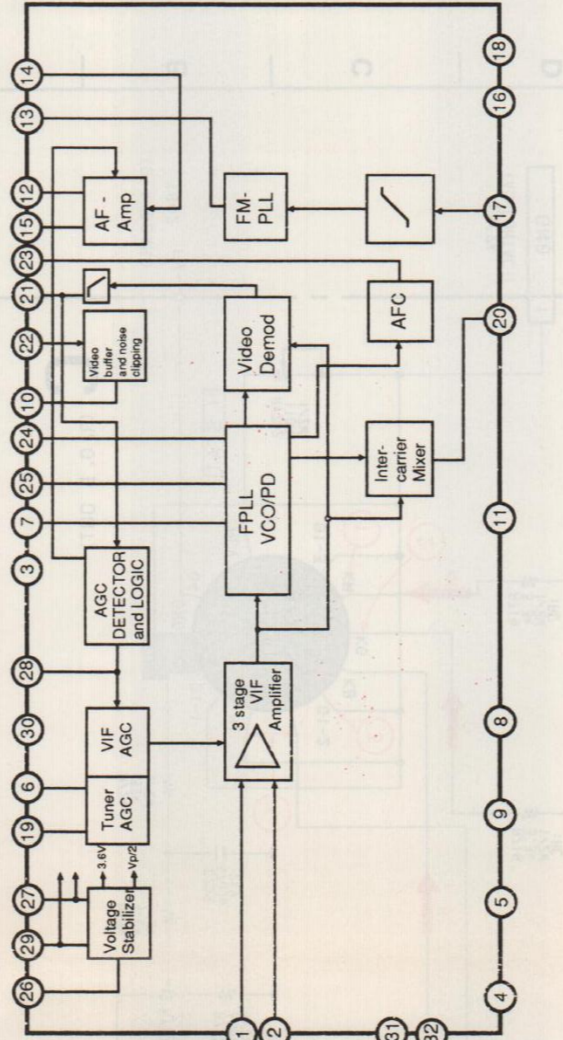 26 29 27 19 6 30 28 3 7 25 24 10 22 21 23 15 12 13 14
Voltage
Stabilizer
3.6V
Vp/2
Tuner
AGC
VIF
AGC
AGC
DETECTOR
and LOGIC
Video
buffer
and noise
clipping
AF -
Amp
1
2
3 stage
VIF
Amplifier
FPLL
VCO/PD
Video
Demod
FM-
PLL
31
32
Inter-
carrier
Mixer
AFC
4 5 9 8 11 20 17 16 18